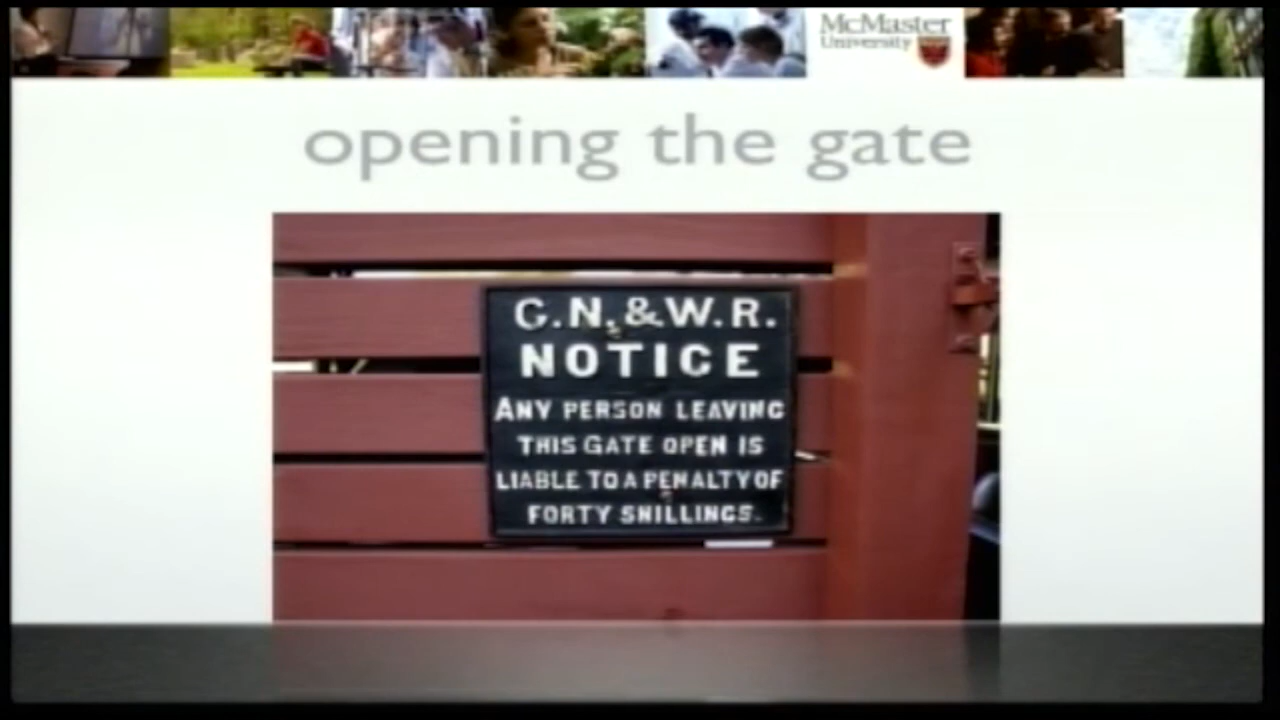 McMaster
University
opening the gate
G.N.&W.R.
NOTICE
ANY PERSON LEAVING
THIS GATE OPEN IS
LIABLE TO A PENALTY OF
FORTY SHILLINGS.